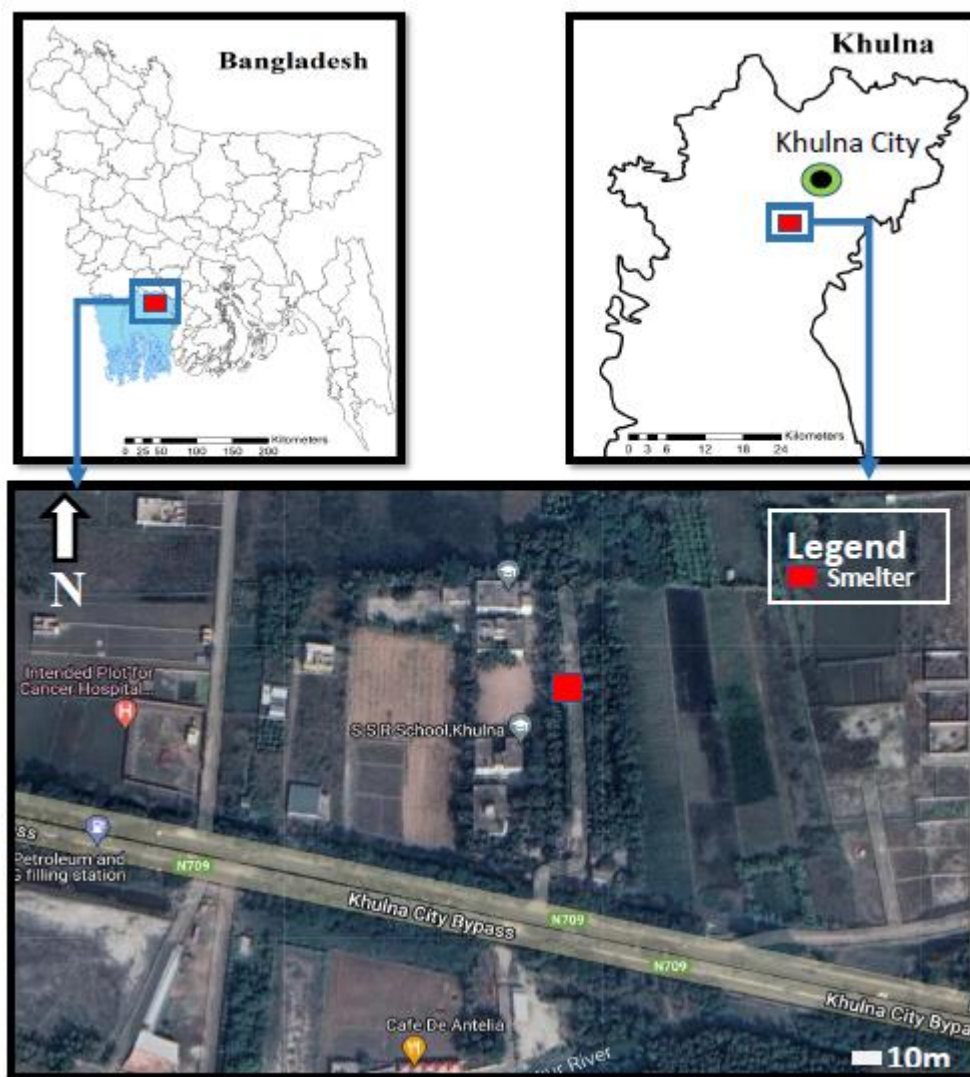 Bangladesh
Kilometers
0 25 50 100 150 200
Khulna
Khulna City
Kilometers
0 3 6 12 18 24
N
Legend
Smelter
Intended Plot for
Cancer Hospital...
H
S S R School,Khulna
ss
Petroleum and
G filling station
N709
Khulna City Bypass
N709
N709
Khulna City Bypa
Cafe De Antelia
ur River
10m